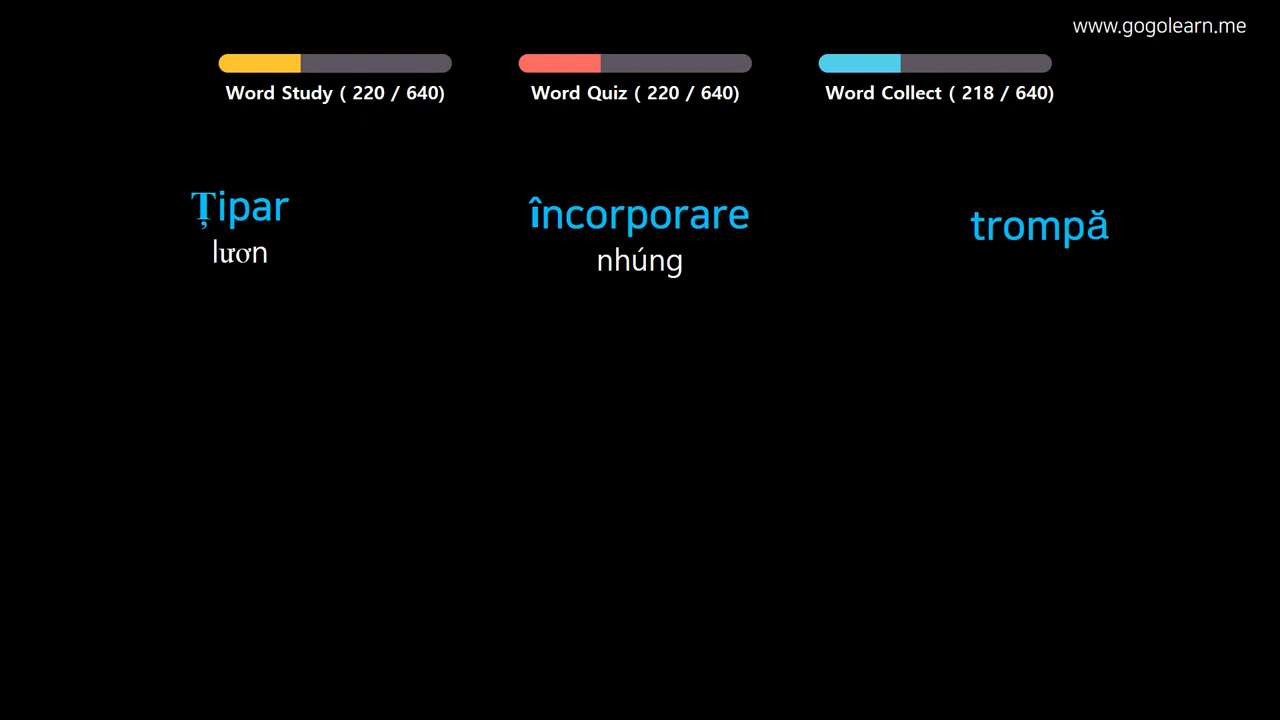 www.gogolearn.me
Word Study ( 220 / 640)
Word Quiz ( 220 / 640)
Word Collect ( 218 / 640)
Țipar
lươn
încorporare
nhúng
trompă